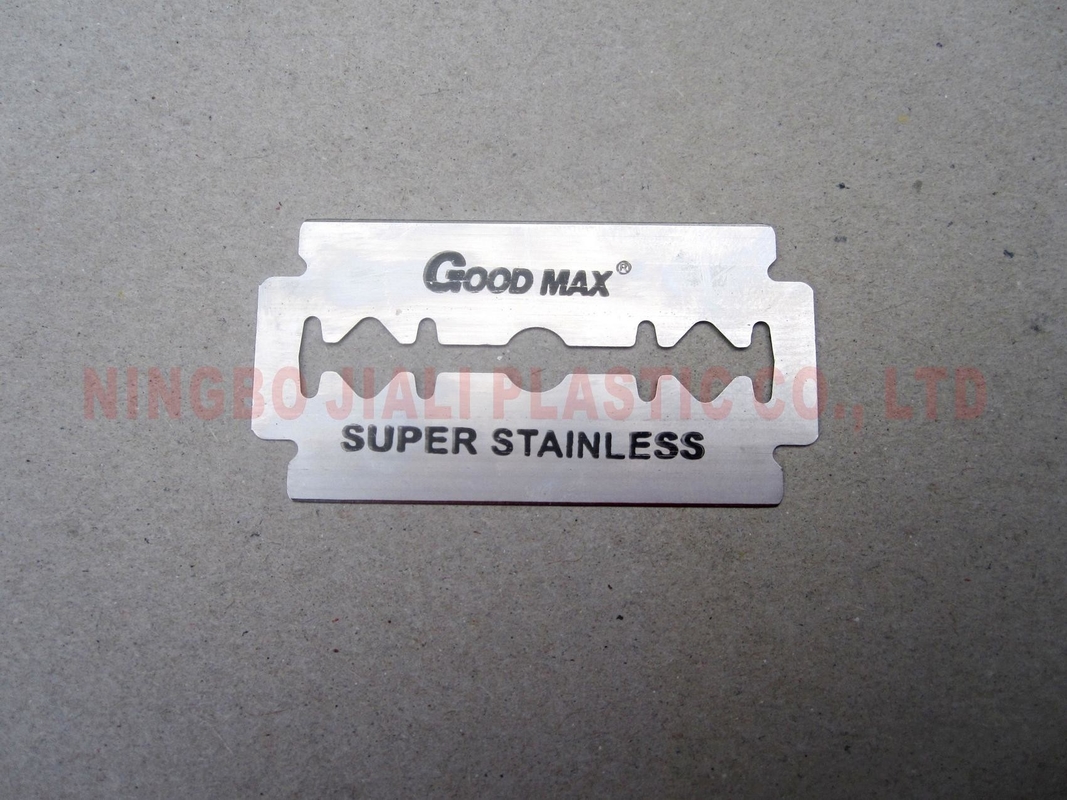 GOOD MAX®
NINGBO JIALI PLASTIC CO., LTD
SUPER STAINLESS